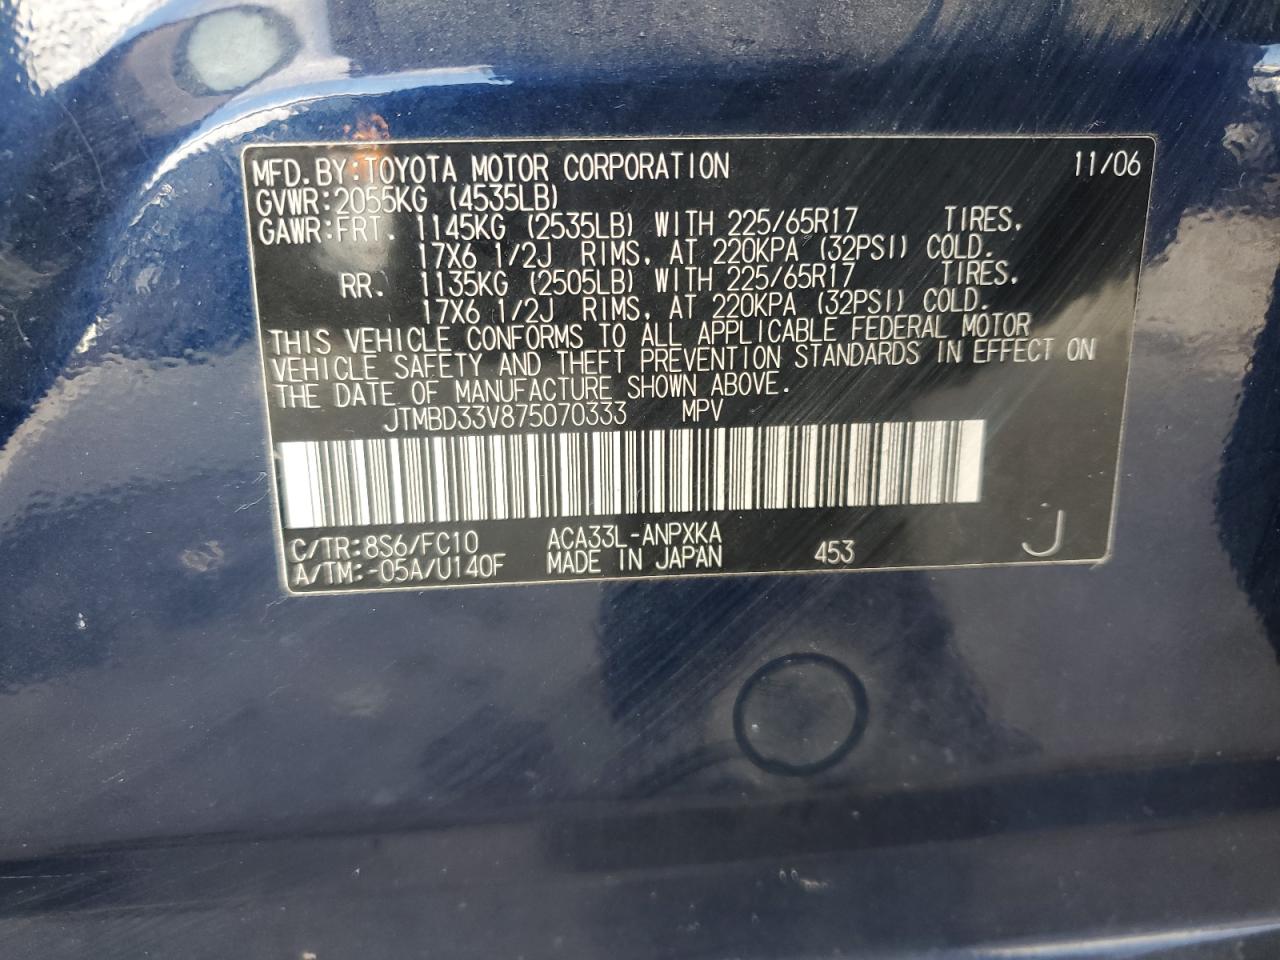 MFD.BY:TOYOTA MOTOR CORPORATION 11/06
GVWR:2055KG (4535LB)
GAWR:FRT. 1145KG (2535LB) WITH 225/65R17 TIRES,
17X6 1/2J RIMS, AT 220KPA (32PSI) COLD.
RR. 1135KG (2505LB) WITH 225/65R17 TIRES,
17X6 1/2J RIMS, AT 220KPA (32PSI) COLD.
THIS VEHICLE CONFORMS TO ALL APPLICABLE FEDERAL MOTOR
VEHICLE SAFETY AND THEFT PREVENTION STANDARDS IN EFFECT ON
THE DATE OF MANUFACTURE SHOWN ABOVE.
JTMBD33V875070333 MPV
C/TR:8S6/FC10 ACA33L-ANPXKA
A/TM:-05A/U140F MADE IN JAPAN 453 J